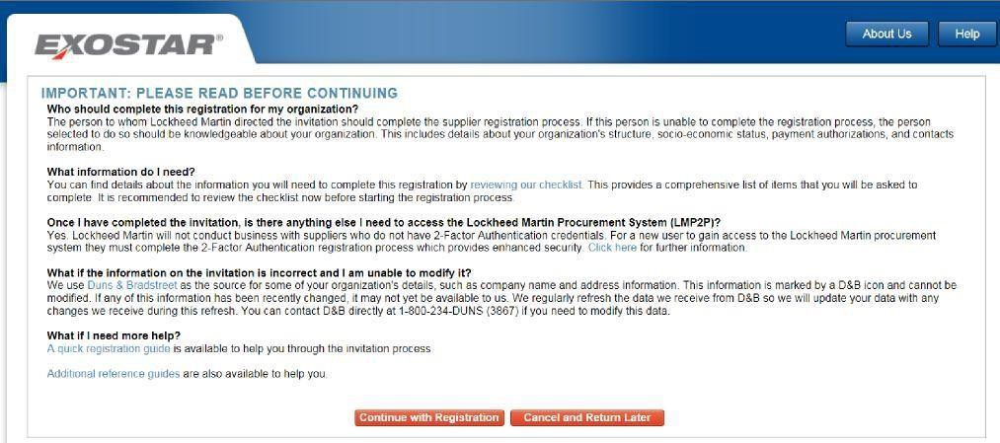 EXOSTAR®
About Us
Help
IMPORTANT: PLEASE READ BEFORE CONTINUING
Who should complete this registration for my organization?
The person to whom Lockheed Martin directed the invitation should complete the supplier registration process. If this person is unable to complete the registration process, the person
selected to do so should be knowledgeable about your organization. This includes details about your organization's structure, socio-economic status, payment authorizations, and contacts
information.
What information do I need?
You can find details about the information you will need to complete this registration by reviewing our checklist. This provides a comprehensive list of items that you will be asked to
complete. It is recommended to review the checklist now before starting the registration process.
Once I have completed the invitation, is there anything else I need to access the Lockheed Martin Procurement System (LMP2P)?
Yes. Lockheed Martin will not conduct business with suppliers who do not have 2-Factor Authentication credentials. For a new user to gain access to the Lockheed Martin procurement
system they must complete the 2-Factor Authentication registration process which provides enhanced security. Click here for further information.
What if the information on the invitation is incorrect and I am unable to modify it?
We use Duns & Bradstreet as the source for some of your organization's details, such as company name and address information. This information is marked by a D&B icon and cannot be
modified. If any of this information has been recently changed, it may not yet be available to us. We regularly refresh the data we receive from D&B so we will update your data with any
changes we receive during this refresh. You can contact D&B directly at 1-800-234-DUNS (3867) if you need to modify this data.
What if I need more help?
A quick registration guide is available to help you through the invitation process
Additional reference guides are also available to help you.
Continue with Registration
Cancel and Return Later